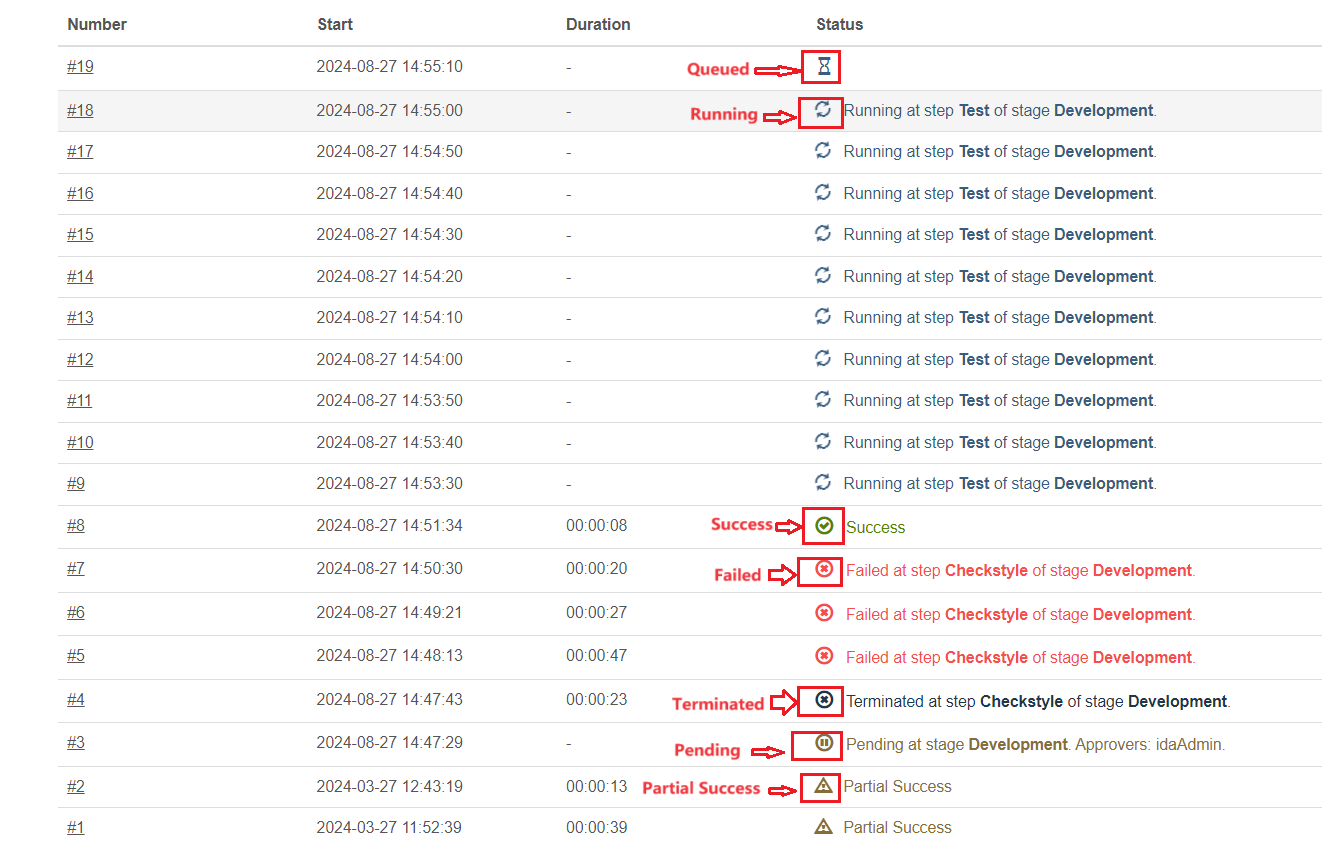 Number Start Duration Status
#19 2024-08-27 14:55:10 - Queued
#18 2024-08-27 14:55:00 - Running Running at step Test of stage Development.
#17 2024-08-27 14:54:50 - Running at step Test of stage Development.
#16 2024-08-27 14:54:40 - Running at step Test of stage Development.
#15 2024-08-27 14:54:30 - Running at step Test of stage Development.
#14 2024-08-27 14:54:20 - Running at step Test of stage Development.
#13 2024-08-27 14:54:10 - Running at step Test of stage Development.
#12 2024-08-27 14:54:00 - Running at step Test of stage Development.
#11 2024-08-27 14:53:50 - Running at step Test of stage Development.
#10 2024-08-27 14:53:40 - Running at step Test of stage Development.
#9 2024-08-27 14:53:30 - Running at step Test of stage Development.
#8 2024-08-27 14:51:34 00:00:08 Success Success
#7 2024-08-27 14:50:30 00:00:20 Failed Failed at step Checkstyle of stage Development.
#6 2024-08-27 14:49:21 00:00:27 Failed at step Checkstyle of stage Development.
#5 2024-08-27 14:48:13 00:00:47 Failed at step Checkstyle of stage Development.
#4 2024-08-27 14:47:43 00:00:23 Terminated Terminated at step Checkstyle of stage Development.
#3 2024-08-27 14:47:29 - Pending Pending at stage Development. Approvers: idaAdmin.
#2 2024-03-27 12:43:19 00:00:13 Partial Success Partial Success
#1 2024-03-27 11:52:39 00:00:39 Partial Success